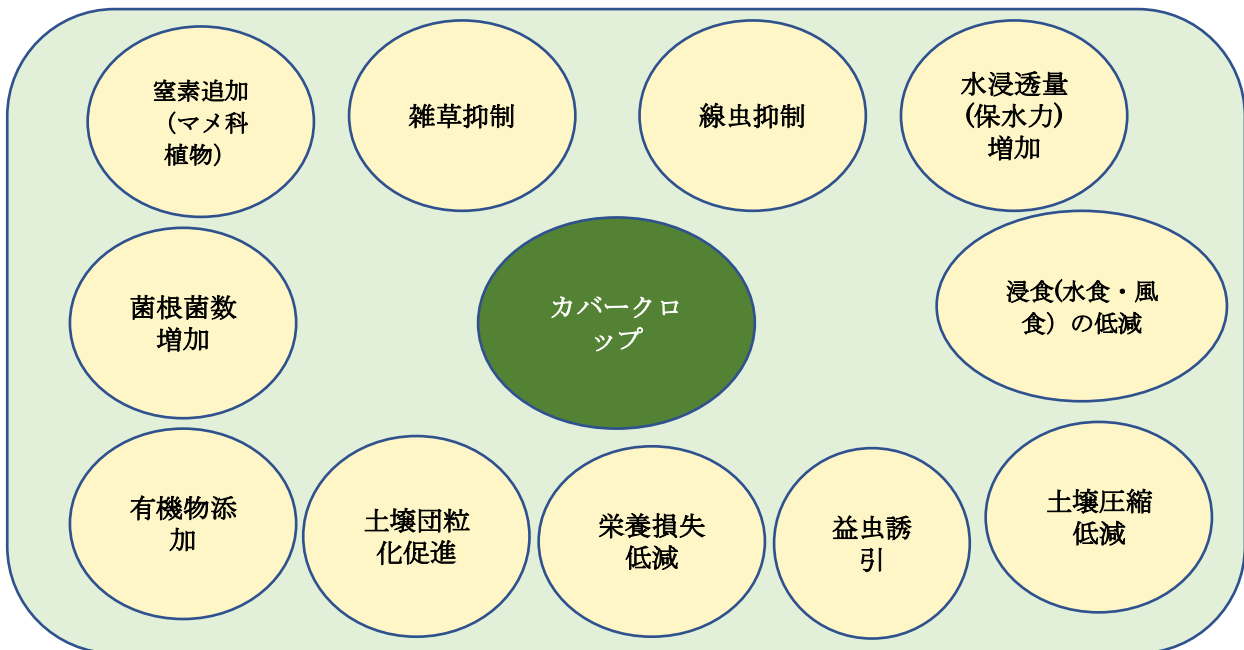 窒素追加
（マメ科
植物）
雑草抑制
線虫抑制
水浸透量
(保水力)
増加
菌根菌数
増加
カバークロ
ップ
浸食(水食・風
食）の低減
有機物添
加
土壌団粒
化促進
栄養損失
低減
益虫誘
引
土壌圧縮
低減